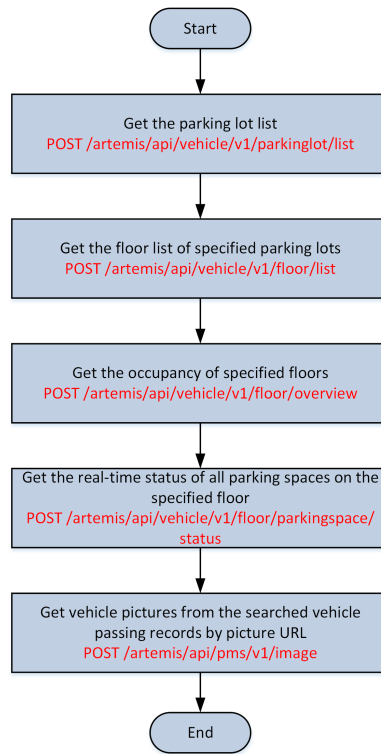 Start
Get the parking lot list
POST /artemis/api/vehicle/v1/parkinglot/list
Get the floor list of specified parking lots
POST /artemis/api/vehicle/v1/floor/list
Get the occupancy of specified floors
POST /artemis/api/vehicle/v1/floor/overview
Get the real-time status of all parking spaces on the
specified floor
POST /artemis/api/vehicle/v1/floor/parkingspace/
status
Get vehicle pictures from the searched vehicle
passing records by picture URL
POST /artemis/api/pms/v1/image
End